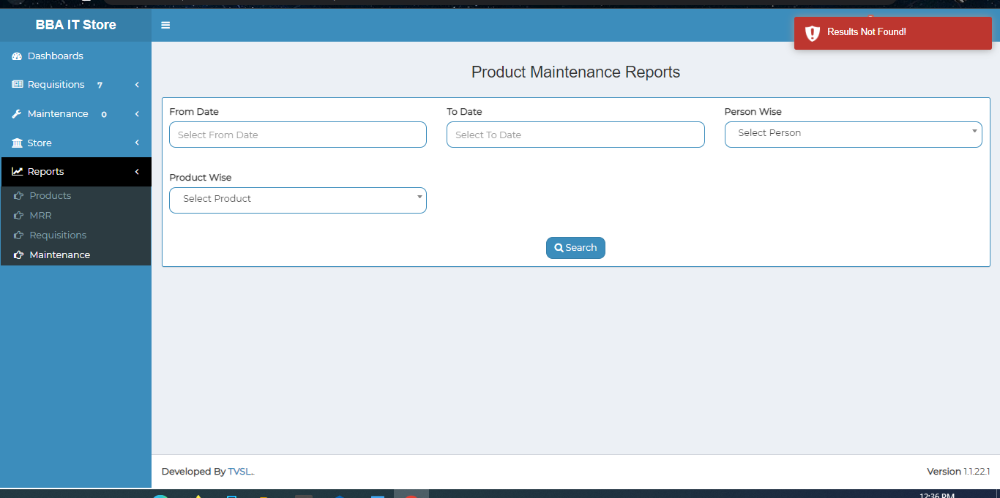 BBA IT Store
Results Not Found!
Dashboards
Requisitions 7
Maintenance 0
Store
Reports
Products
MRR
Requisitions
Maintenance
Product Maintenance Reports
From Date
To Date
Person Wise
Select From Date
Select To Date
Select Person
Product Wise
Select Product
Search
Developed By TVSL..
Version 1.1.22.1
12:36 PM